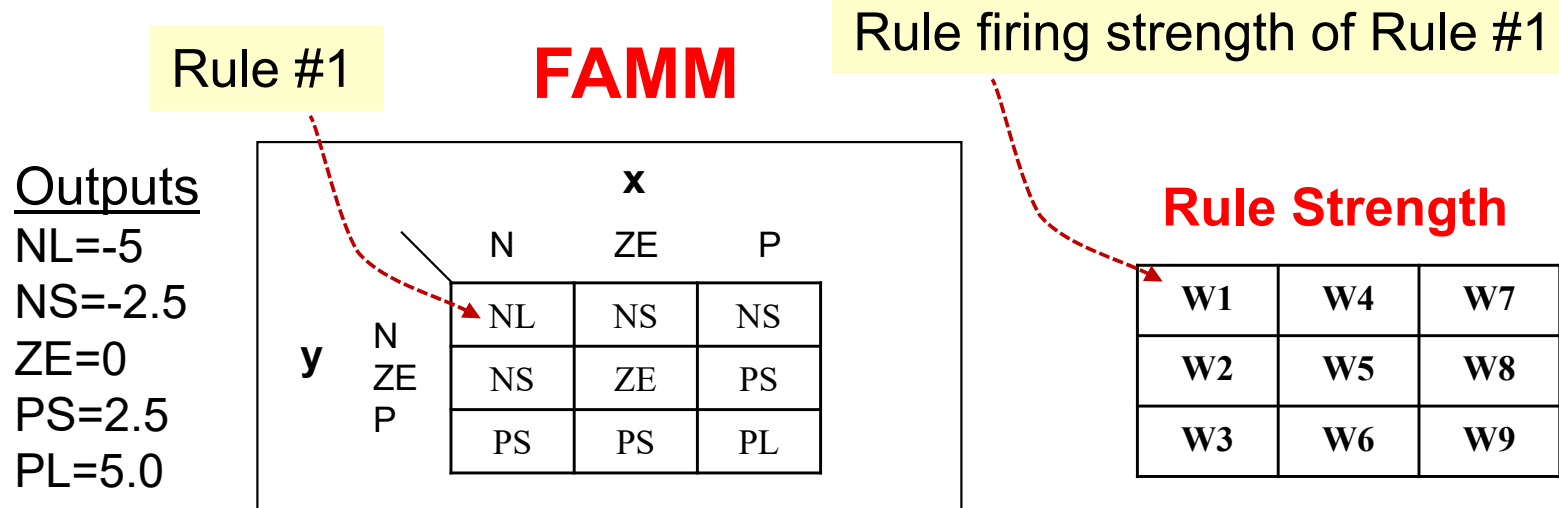 Rule #1
FAMM
Rule firing strength of Rule #1
Outputs
NL=-5
NS=-2.5
ZE=0
PS=2.5
PL=5.0
x
N ZE P
y
N
ZE
P
NL NS NS
NS ZE PS
PS PS PL
Rule Strength
W1 W4 W7
W2 W5 W8
W3 W6 W9